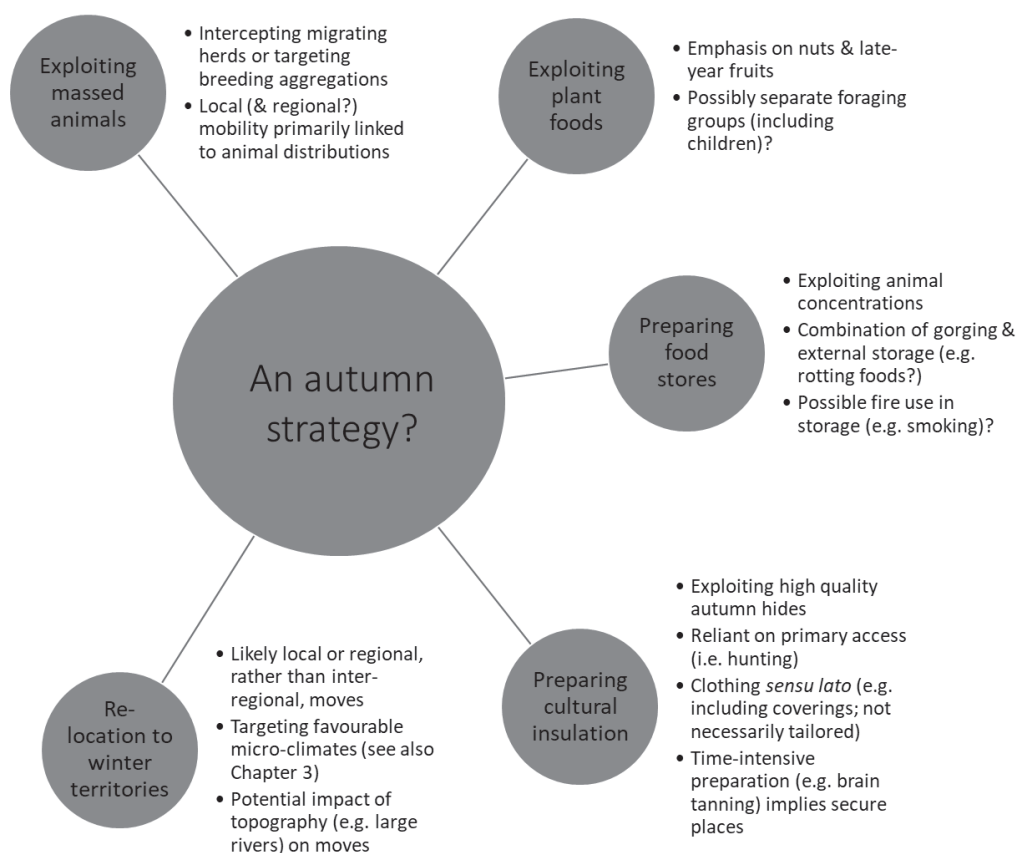 Exploiting
massed
animals
• Intercepting migrating
herds or targeting
breeding aggregations
• Local (& regional?)
mobility primarily linked
to animal distributions
Exploiting
plant
foods
• Emphasis on nuts & late-
year fruits
• Possibly separate foraging
groups (including
children)?
An autumn
strategy?
Preparing
food
stores
• Exploiting animal
concentrations
• Combination of gorging &
external storage (e.g.
rotting foods?)
• Possible fire use in
storage (e.g. smoking)?
Re-
location to
winter
territories
• Likely local or regional,
rather than inter-
regional, moves
• Targeting favourable
micro-climates (see also
Chapter 3)
• Potential impact of
topography (e.g. large
rivers) on moves
Preparing
cultural
insulation
• Exploiting high quality
autumn hides
• Reliant on primary access
(i.e. hunting)
• Clothing sensu lato (e.g.
including coverings; not
necessarily tailored)
• Time-intensive
preparation (e.g. brain
tanning) implies secure
places